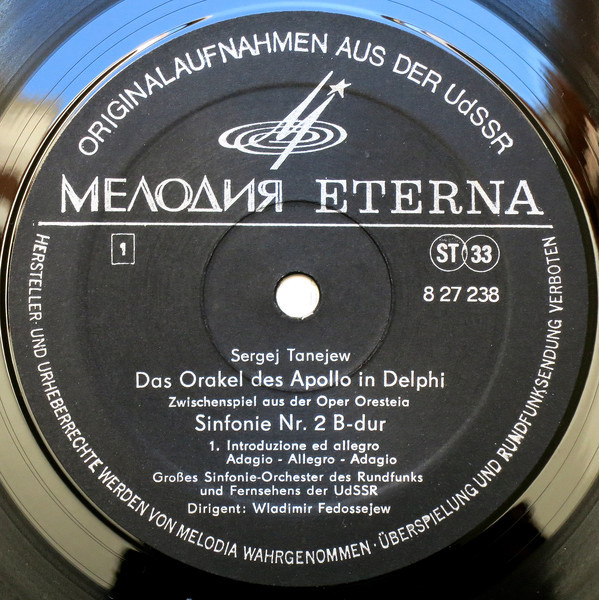 ORIGINALAUFNAHMEN AUS DER UdSSR
МЕЛОДИЯ ETERNA
1
ST 33
8 27 238
Sergej Tanejew
Das Orakel des Apollo in Delphi
Zwischenspiel aus der Oper Oresteia
Sinfonie Nr. 2 B-dur
1. Introduzione ed allegro
Adagio - Allegro - Adagio
Großes Sinfonie-Orchester des Rundfunks
und Fernsehens der UdSSR
Dirigent: Wladimir Fedossejew
HERSTELLER- UND URHEBERRECHTE WERDEN VON MELODIA WAHRGENOMMEN · ÜBERSPIELUNG UND RUNDFUNKSENDUNG VERBOTEN